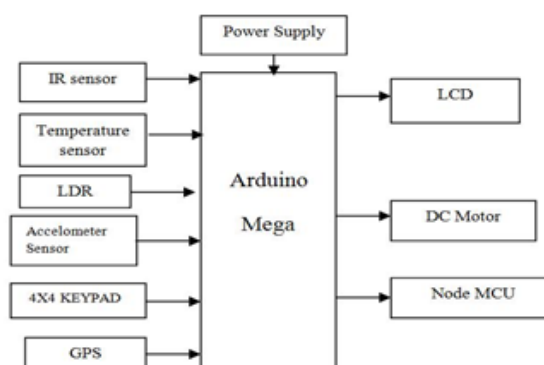 Power Supply
IR sensor
Temperature
sensor
LDR
Accelometer
Sensor
4X4 KEYPAD
GPS
Arduino
Mega
LCD
DC Motor
Node MCU